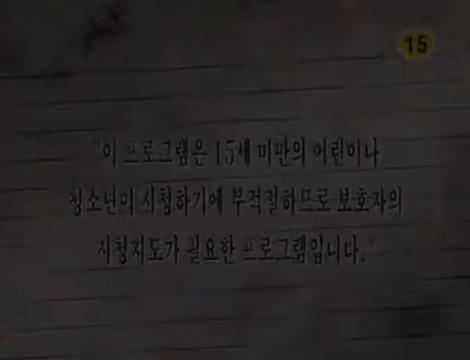 15
"이 프로그램은 15세 미만의 어린이나
청소년이 시청하기에 부적절하므로 보호자의
시청지도가 필요한 프로그램입니다."